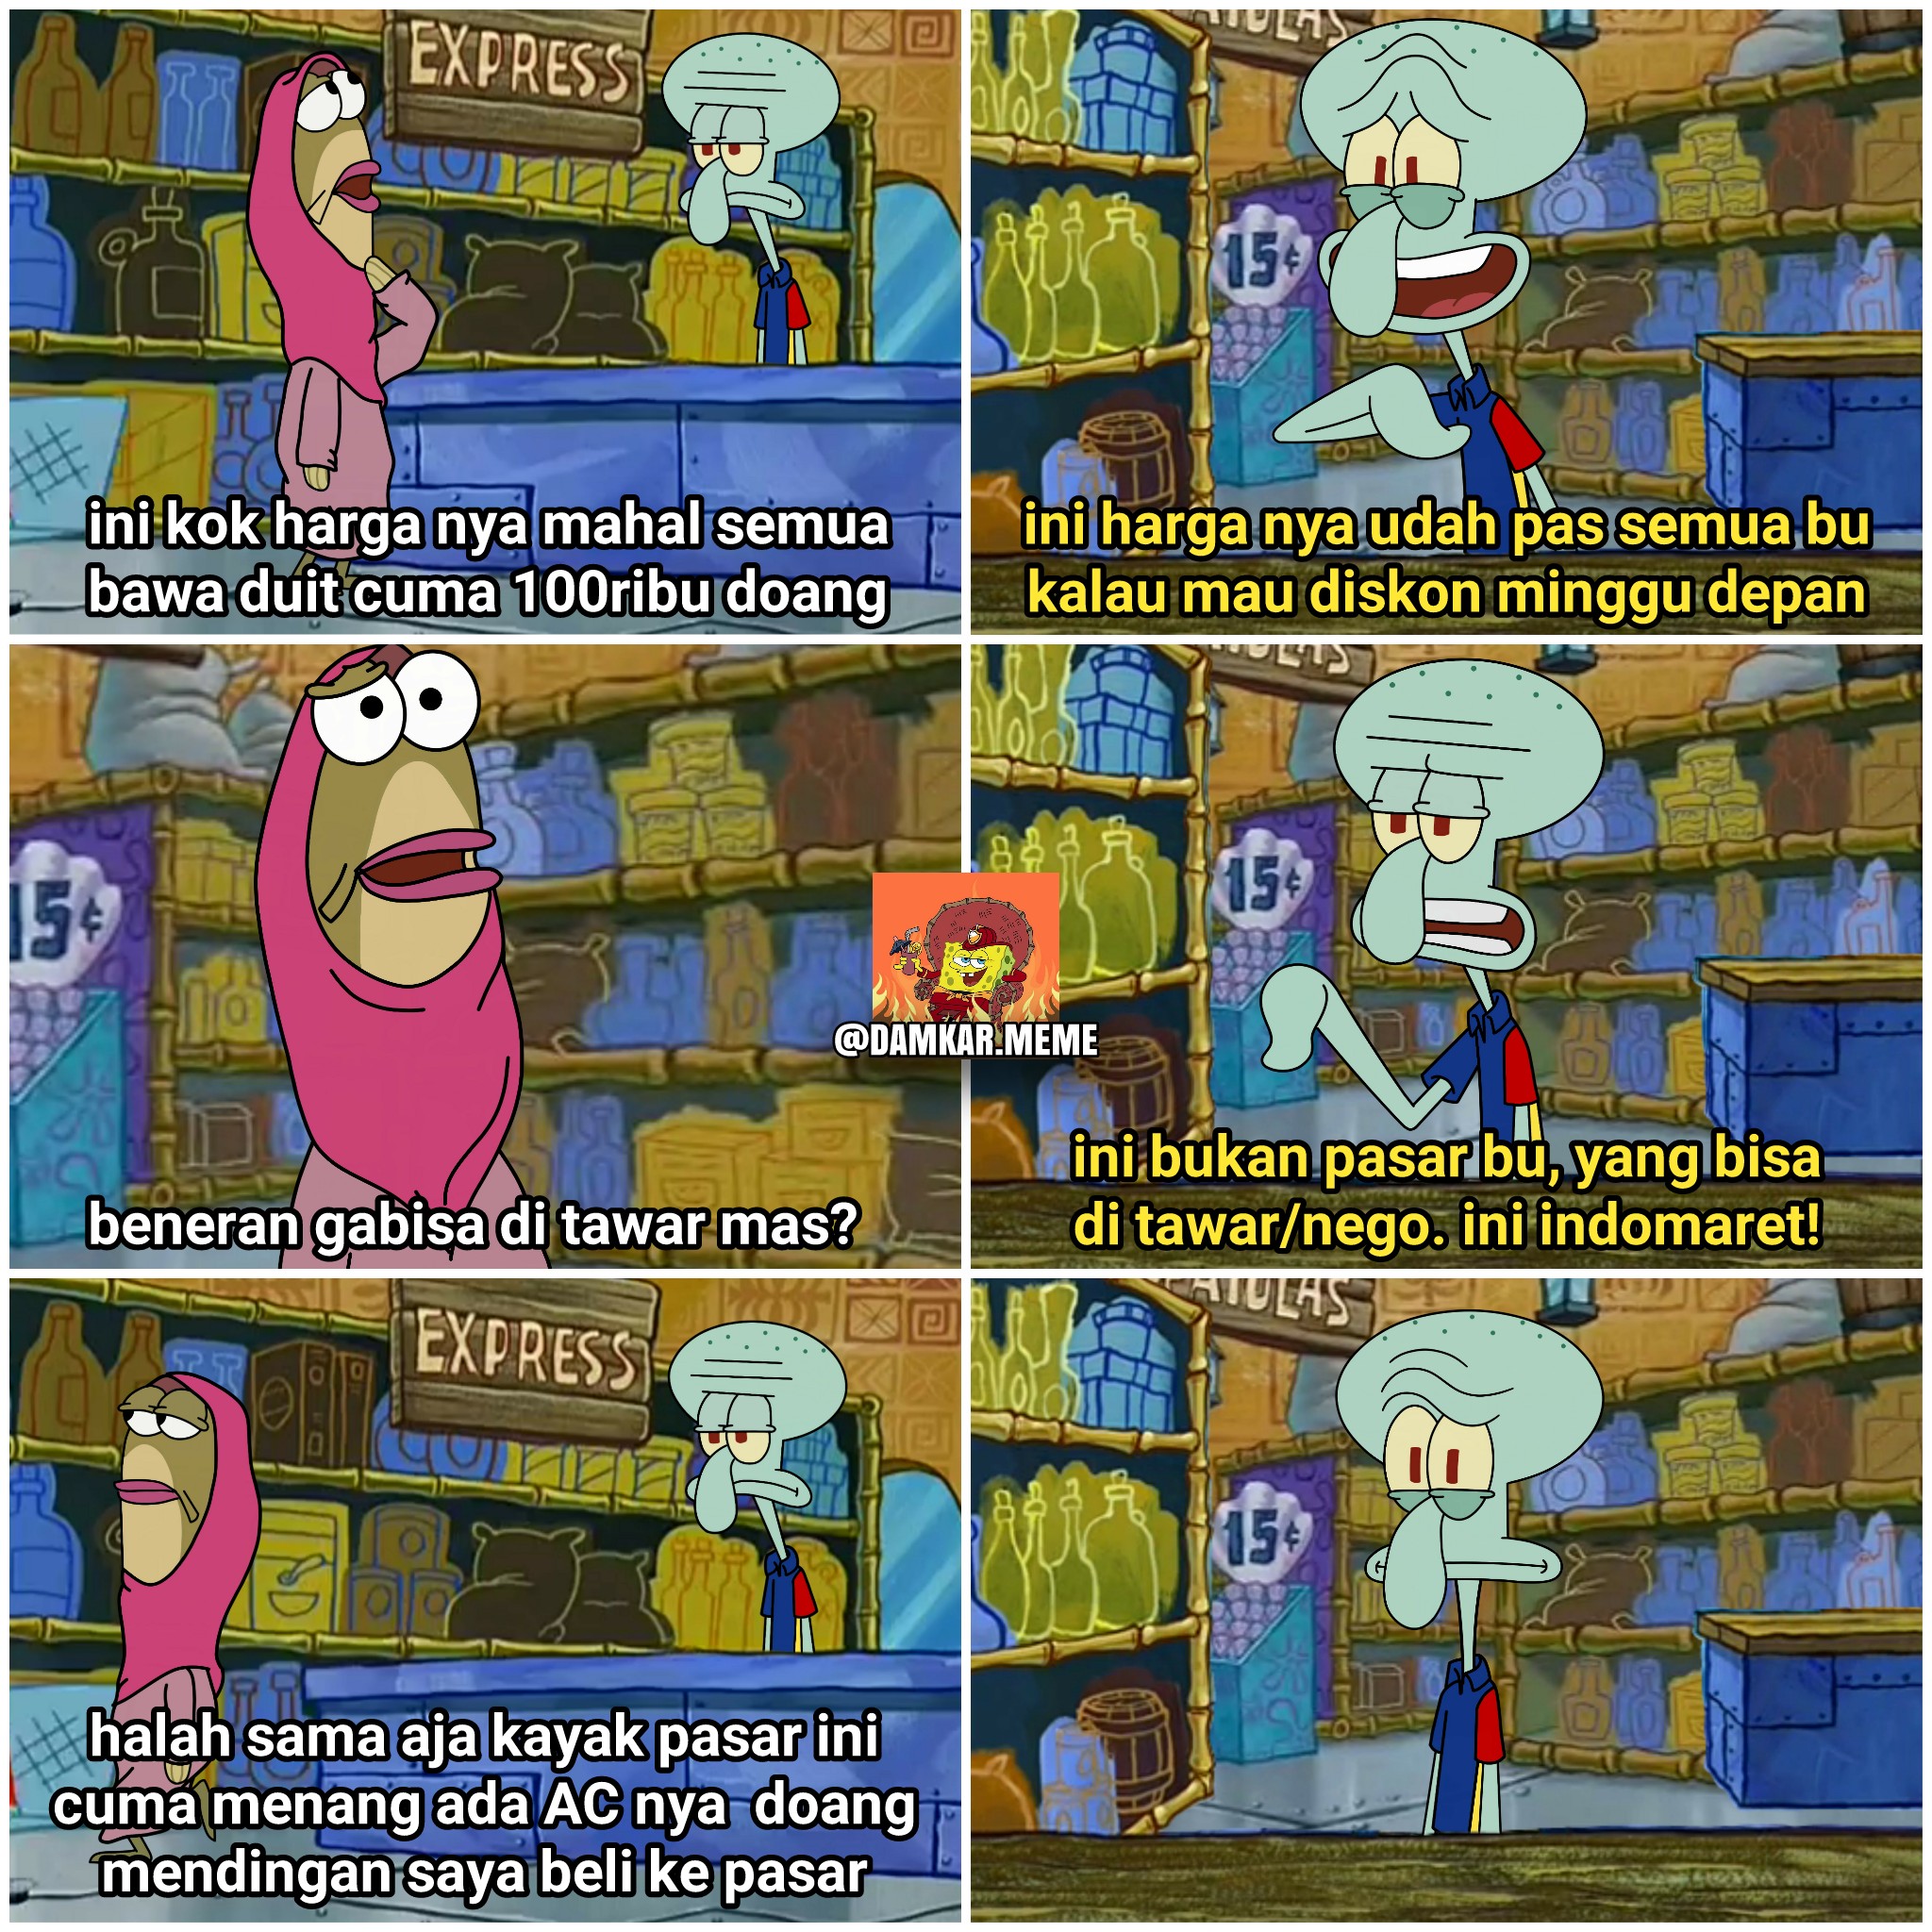 EXPRESS
ini kok harga nya mahal semua
bawa duit cuma 100ribu doang
15¢
ini harga nya udah pas semua bu
kalau mau diskon minggu depan
15¢
beneran gabisa di tawar mas?
15¢
ini bukan pasar bu, yang bisa
di tawar/nego. ini indomaret!
@DAMKAR.MEME
EXPRESS
halah sama aja kayak pasar ini
cuma menang ada AC nya doang
mendingan saya beli ke pasar
15¢